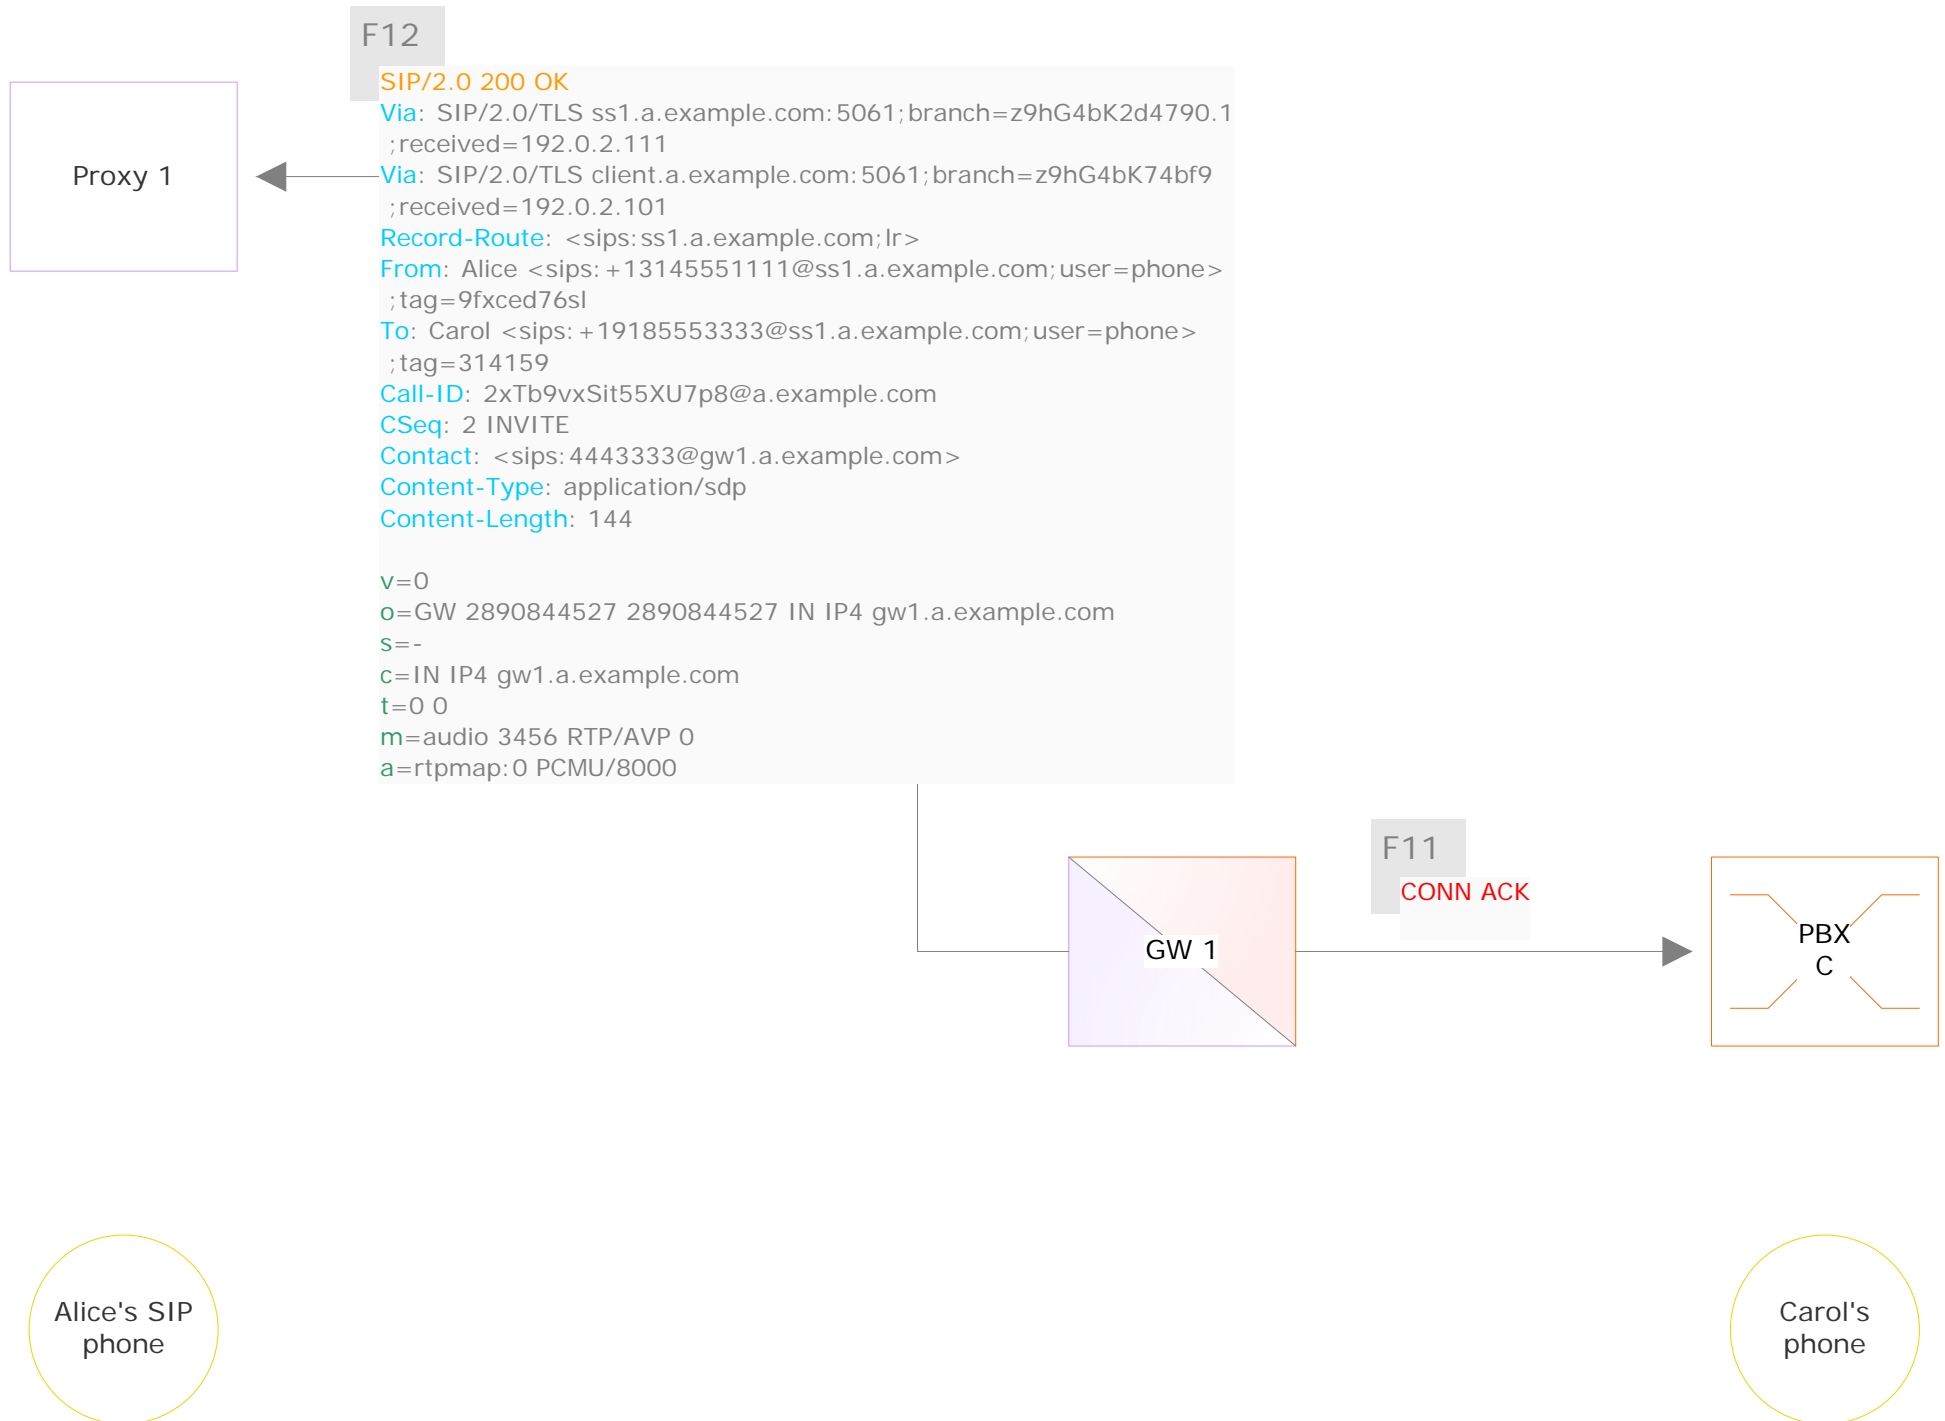 F12
SIP/2.0 200 OK
Via: SIP/2.0/TLS ss1.a.example.com:5061;branch=z9hG4bK2d4790.1
;received=192.0.2.111
Via: SIP/2.0/TLS client.a.example.com:5061;branch=z9hG4bK74bf9
;received=192.0.2.101
Record-Route: <sips:ss1.a.example.com;lr>
From: Alice <sips:+13145551111@ss1.a.example.com;user=phone>
;tag=9fxced76sl
To: Carol <sips:+19185553333@ss1.a.example.com;user=phone>
;tag=314159
Call-ID: 2xTb9vxSit55XU7p8@a.example.com
CSeq: 2 INVITE
Contact: <sips:4443333@gw1.a.example.com>
Content-Type: application/sdp
Content-Length: 144
v=0
o=GW 2890844527 2890844527 IN IP4 gw1.a.example.com
s=-
c=IN IP4 gw1.a.example.com
t=0 0
m=audio 3456 RTP/AVP 0
a=rtpmap:0 PCMU/8000
Proxy 1
F11
CONN ACK
GW 1
PBX
C
Alice's SIP
phone
Carol's
phone